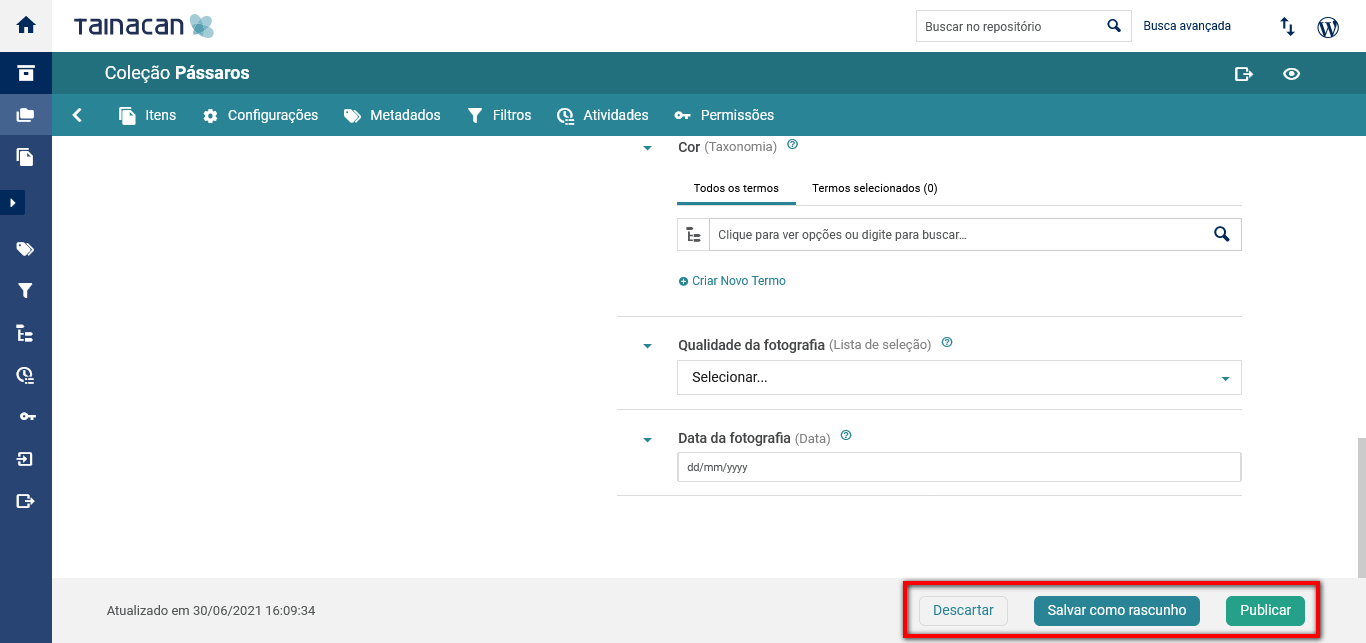 TAINACAN
Buscar no repositório
Busca avançada
Coleção Pássaros
Itens
Configurações
Metadados
Filtros
Atividades
Permissões
Cor (Taxonomia)
Todos os termos
Termos selecionados (0)
Clique para ver opções ou digite para buscar...
Criar Novo Termo
Qualidade da fotografia (Lista de seleção)
Selecionar...
Data da fotografia (Data)
dd/mm/yyyy
Atualizado em 30/06/2021 16:09:34
Descartar
Salvar como rascunho
Publicar